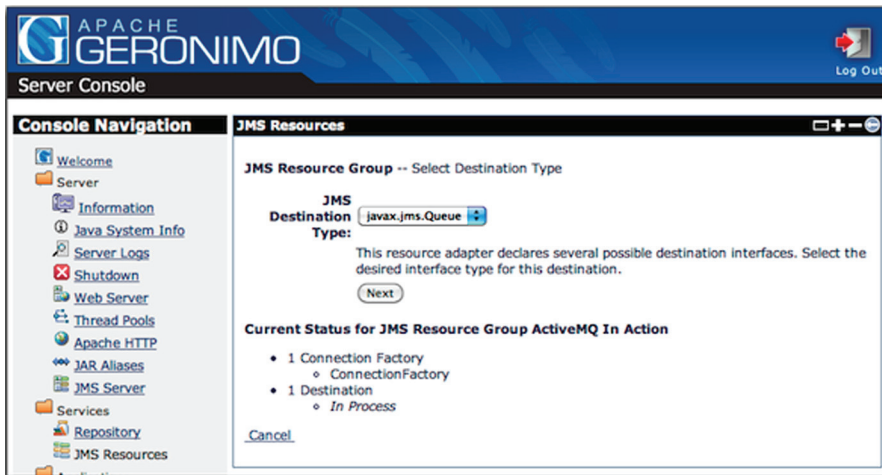 APACHE
GERONIMO
Log Out
Server Console
Console Navigation
Welcome
Server
Information
Java System Info
Server Logs
Shutdown
Web Server
Thread Pools
Apache HTTP
JAR Aliases
JMS Server
Services
Repository
JMS Resources
JMS Resources
JMS Resource Group -- Select Destination Type
JMS
Destination
Type:
javax.jms.Queue
This resource adapter declares several possible destination interfaces. Select the
desired interface type for this destination.
Next
Current Status for JMS Resource Group ActiveMQ In Action
1 Connection Factory
ConnectionFactory
1 Destination
In Process
Cancel